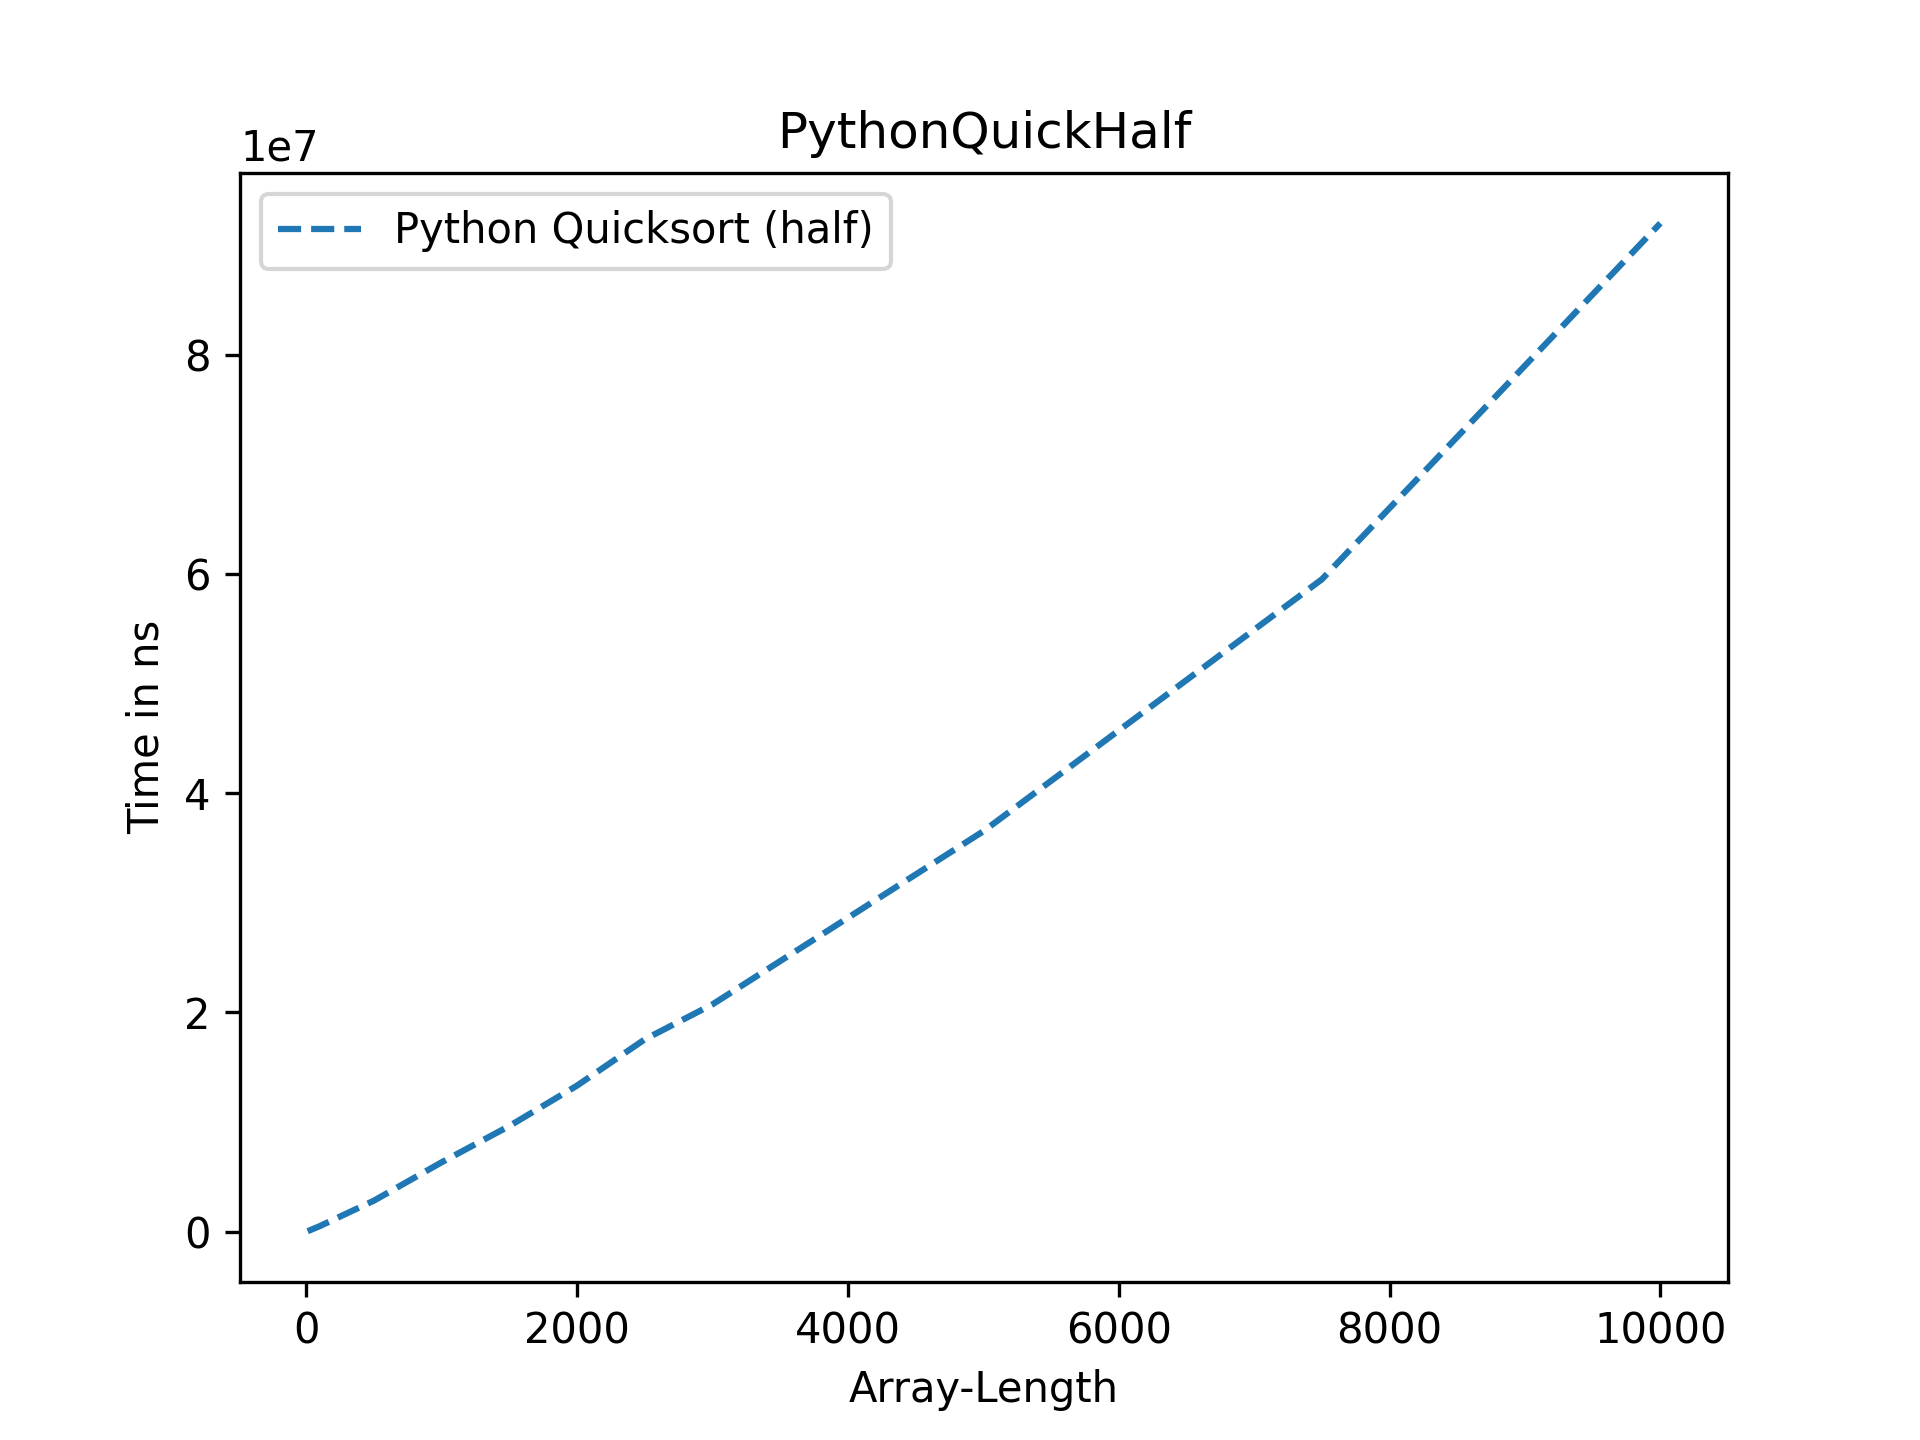 PythonQuickHalf
1e7
Python Quicksort (half)
8
6
4
2
0
Time in ns
0 2000 4000 6000 8000 10000
Array-Length